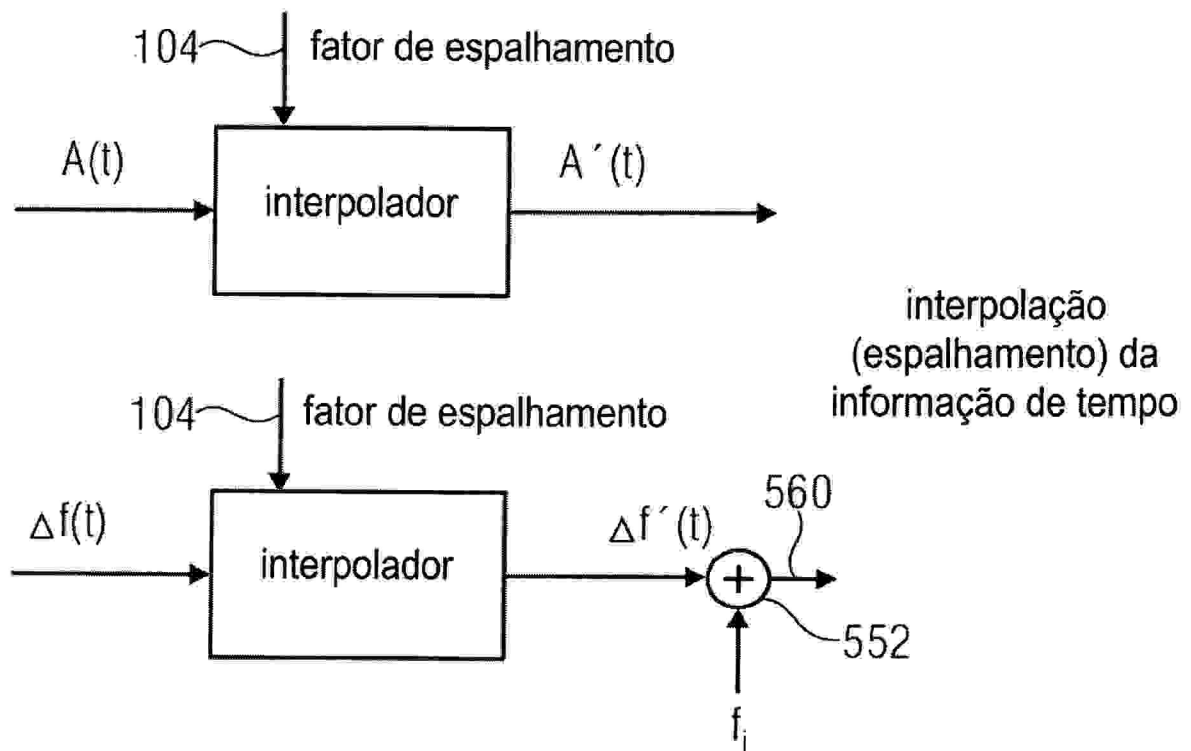 104 fator de espalhamento
A(t)
interpolador
A´(t)
interpolação
(espalhamento) da
informação de tempo
104 fator de espalhamento
Δf(t)
interpolador
Δf´(t)
+
560
552
fi